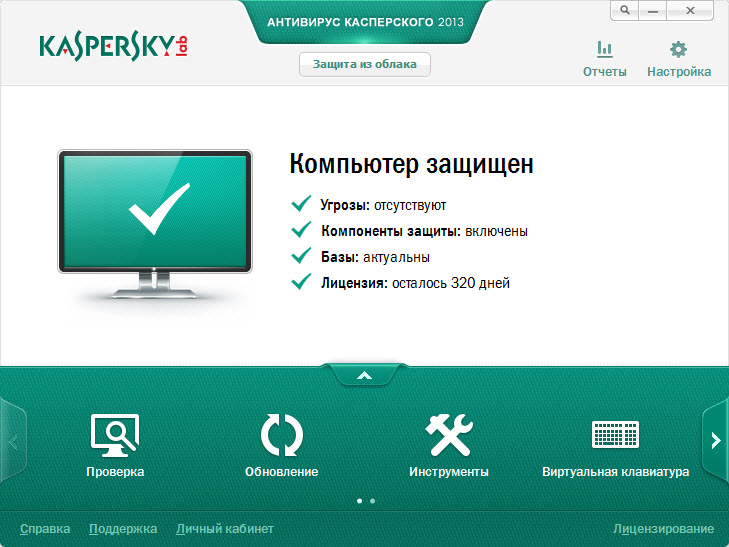 KASPERSKY lab
АНТИВИРУС КАСПЕРСКОГО 2013
Защита из облака
Отчеты
Настройка
Компьютер защищен
Угрозы: отсутствуют
Компоненты защиты: включены
Базы: актуальны
Лицензия: осталось 320 дней
Проверка
Обновление
Инструменты
Виртуальная клавиатура
Справка
Поддержка
Личный кабинет
Лицензирование